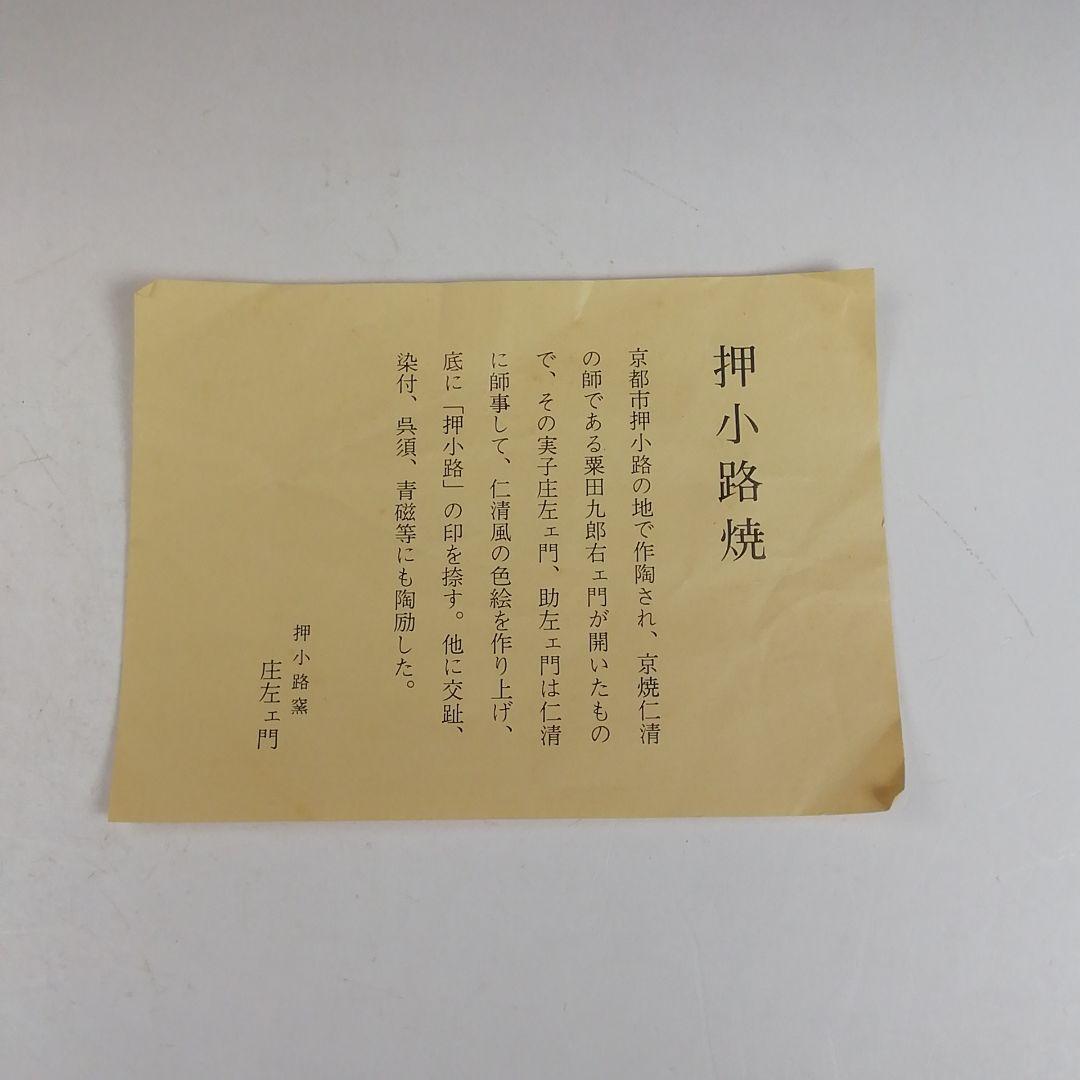 押小路焼
京都市押小路の地で作陶され、京焼仁清
の師である粟田九郎右ェ門が開いたもの
で、その実子庄左ェ門、助左ェ門は仁清
に師事して、仁清風の色絵を作り上げ、
底に「押小路」の印を捺す。他に交趾、
染付、呉須、青磁等にも陶励した。
押小路窯
庄左ェ門